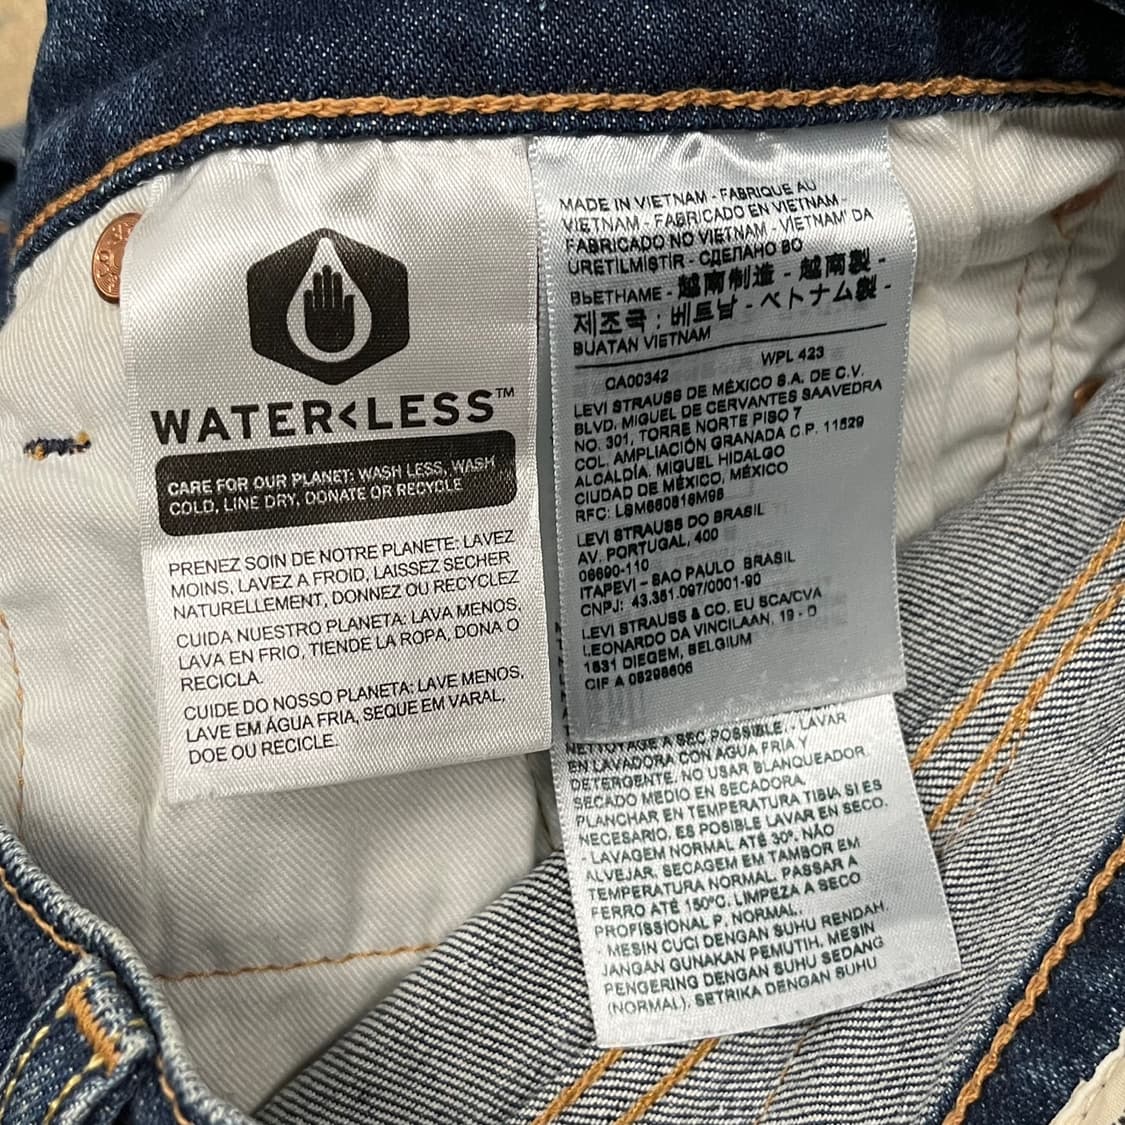 WATER<LESS™
CARE FOR OUR PLANET: WASH LESS, WASH
COLD, LINE DRY, DONATE OR RECYCLE
PRENEZ SOIN DE NOTRE PLANETE: LAVEZ
MOINS, LAVEZ A FROID, LAISSEZ SECHER
NATURELLEMENT, DONNEZ OU RECYCLEZ
CUIDA NUESTRO PLANETA: LAVA MENOS,
LAVA EN FRIO, TIENDE LA ROPA, DONA O
RECICLA.
CUIDE DO NOSSO PLANETA: LAVE MENOS,
LAVE EM ÁGUA FRIA, SEQUE EM VARAL,
DOE OU RECICLE.
MADE IN VIETNAM - FABRIQUE AU
VIETNAM - FABRICADO EN VIETNAM -
FABRICADO NO VIETNAM - VIETNAM' DA
ÜRETILMISTIR - СДЕЛАНО ВО
ВЬЕТНАМЕ - 越南制造 - 越南製 -
제조국 : 베트남 - ベトナム製 -
BUATAN VIETNAM
CA00342 WPL 423
LEVI STRAUSS DE MÉXICO S.A. DE C.V.
BLVD. MIGUEL DE CERVANTES SAAVEDRA
NO. 301, TORRE NORTE PISO 7
COL. AMPLIACIÓN GRANADA C.P. 11529
ALCALDÍA. MIGUEL HIDALGO
CIUDAD DE MÉXICO, MÉXICO
RFC: LSM860818M98
LEVI STRAUSS DO BRASIL
AV. PORTUGAL, 400
06690-110
ITAPEVI – SAO PAULO BRASIL
CNPJ: 43.351.097/0001-90
LEVI STRAUSS & CO. EU SCA/CVA
LEONARDO DA VINCILAAN, 19 - D
1831 DIEGEM, BELGIUM
CIF A 08298606
NETTOYAGE A SEC POSSIBLE. - LAVAR
EN LAVADORA CON AGUA FRIA Y
DETERGENTE. NO USAR BLANQUEADOR.
SECADO MEDIO EN SECADORA.
PLANCHAR EN TEMPERATURA TIBIA SI ES
NECESARIO. ES POSIBLE LAVAR EN SECO.
- LAVAGEM NORMAL ATÉ 30º. NÃO
ALVEJAR. SECAGEM EM TAMBOR EM
TEMPERATURA NORMAL. PASSAR A
FERRO ATÉ 150ºC. LIMPEZA A SECO
PROFISSIONAL P. NORMAL.
- MESIN CUCI DENGAN SUHU RENDAH.
JANGAN GUNAKAN PEMUTIH. MESIN
PENGERING DENGAN SUHU SEDANG
(NORMAL). SETRIKA DENGAN SUHU